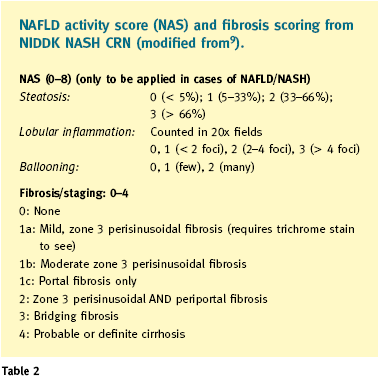 NAFLD activity score (NAS) and fibrosis scoring from
NIDDK NASH CRN (modified from⁹).
NAS (0–8) (only to be applied in cases of NAFLD/NASH)
Steatosis: 0 (< 5%); 1 (5–33%); 2 (33–66%);
3 (> 66%)
Lobular inflammation: Counted in 20x fields
0, 1 (< 2 foci), 2 (2–4 foci), 3 (> 4 foci)
Ballooning: 0, 1 (few), 2 (many)
Fibrosis/staging: 0–4
0: None
1a: Mild, zone 3 perisinusoidal fibrosis (requires trichrome stain
to see)
1b: Moderate zone 3 perisinusoidal fibrosis
1c: Portal fibrosis only
2: Zone 3 perisinusoidal AND periportal fibrosis
3: Bridging fibrosis
4: Probable or definite cirrhosis
Table 2